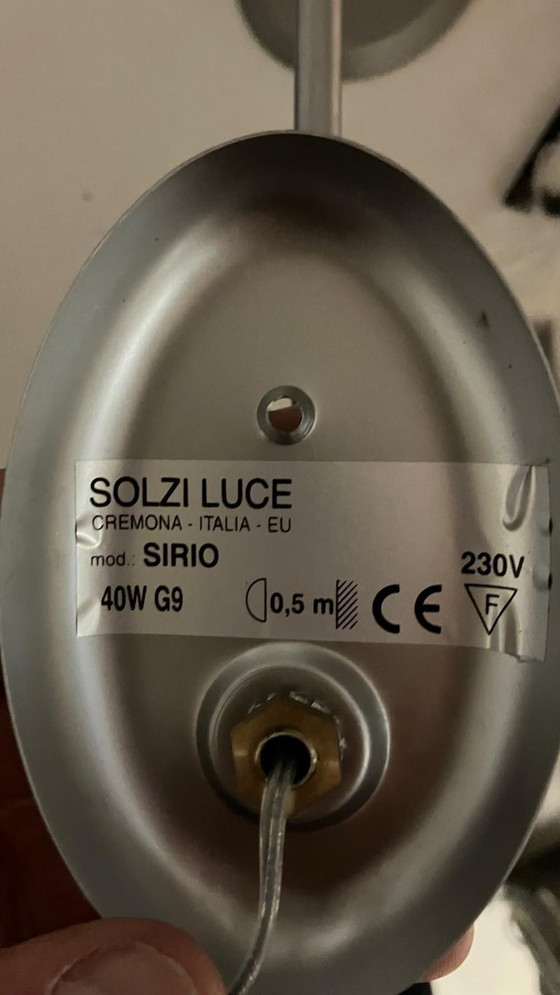 SOLZI LUCE
CREMONA - ITALIA - EU
mod.: SIRIO
230V
40W G9 0,5 m CE F